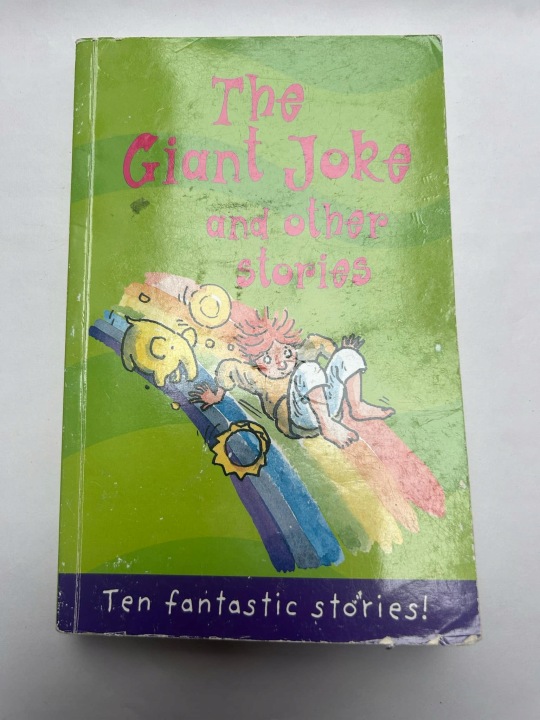 The
Giant Joke
and other
stories
Ten fantastic stories!